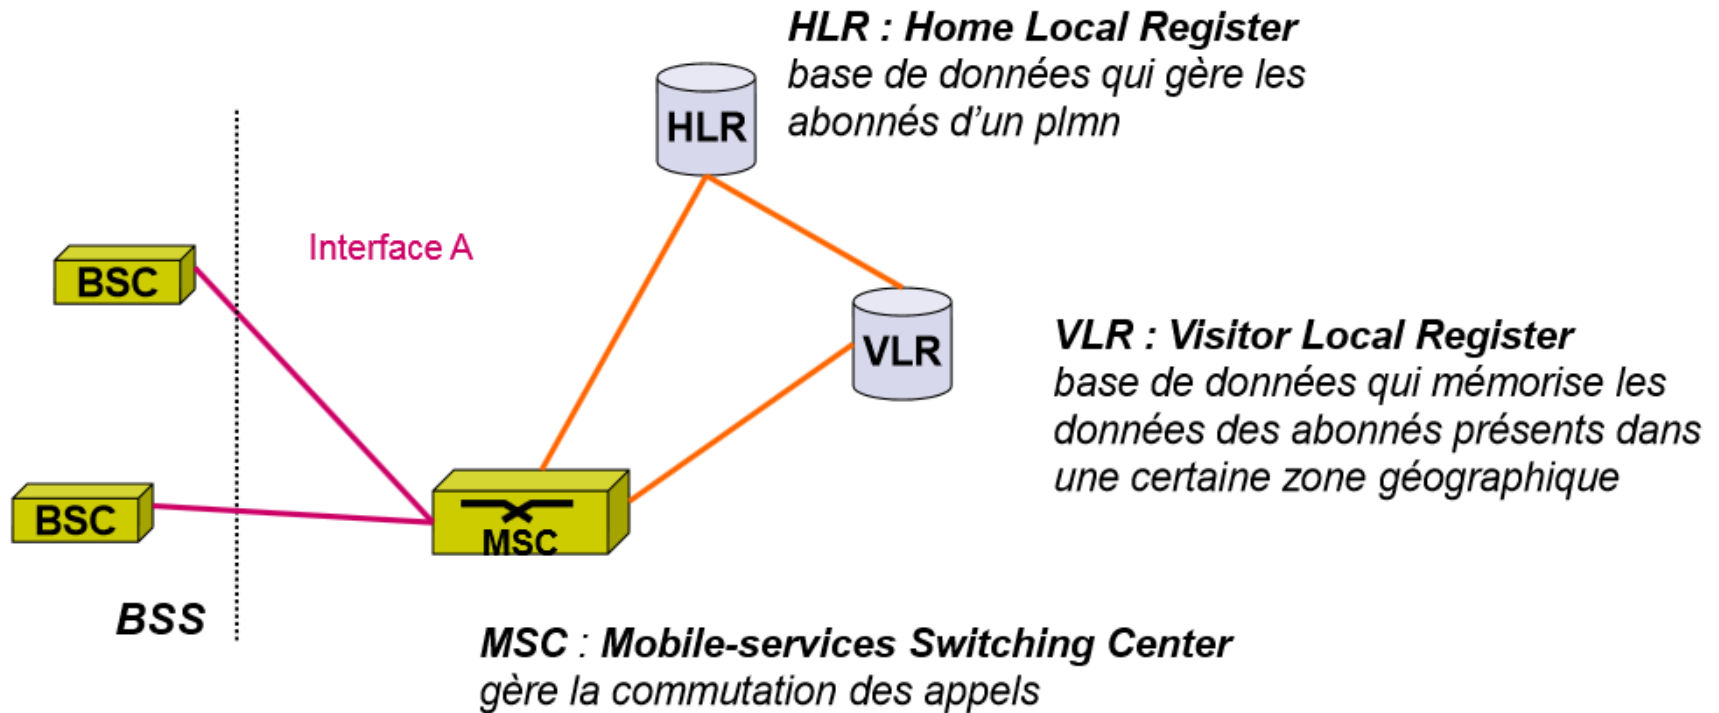 HLR : Home Local Register
base de données qui gère les
abonnés d'un plmn
HLR
Interface A
BSC
VLR
VLR : Visitor Local Register
base de données qui mémorise les
données des abonnés présents dans
une certaine zone géographique
BSC
MSC
BSS
MSC : Mobile-services Switching Center
gère la commutation des appels